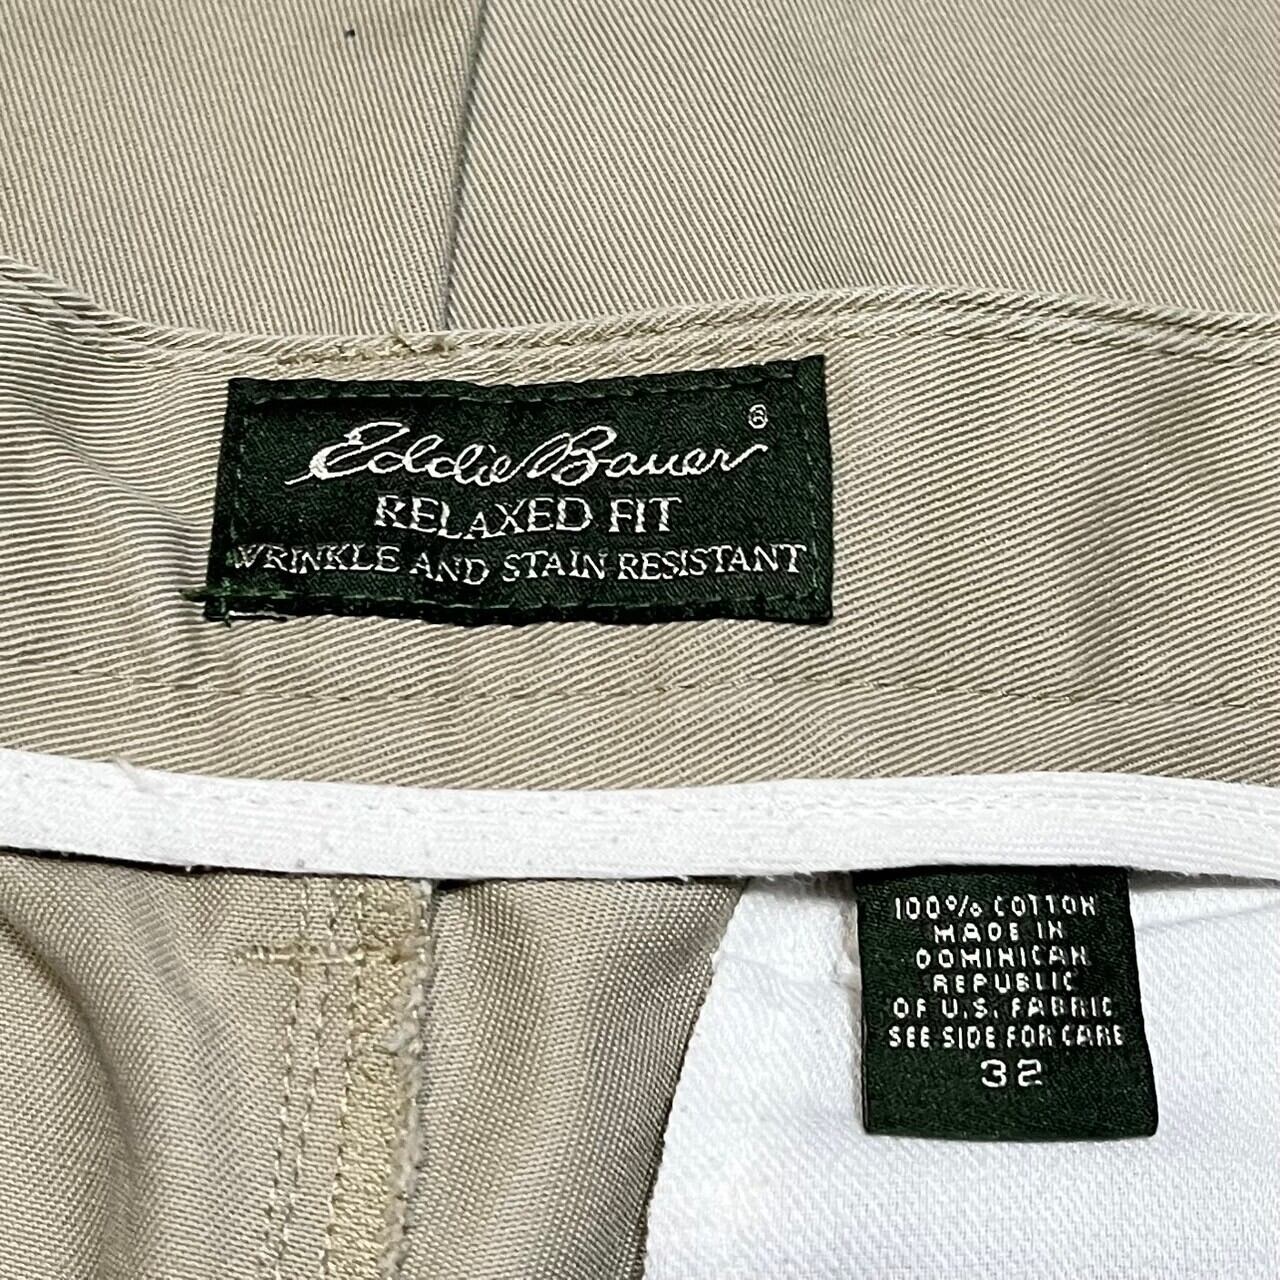 Eddie Bauer®
RELAXED FIT
WRINKLE AND STAIN RESISTANT
100% COTTON
MADE IN
DOMINICAN
REPUBLIC
OF U.S. FABRIC
SEE SIDE FOR CARE
32